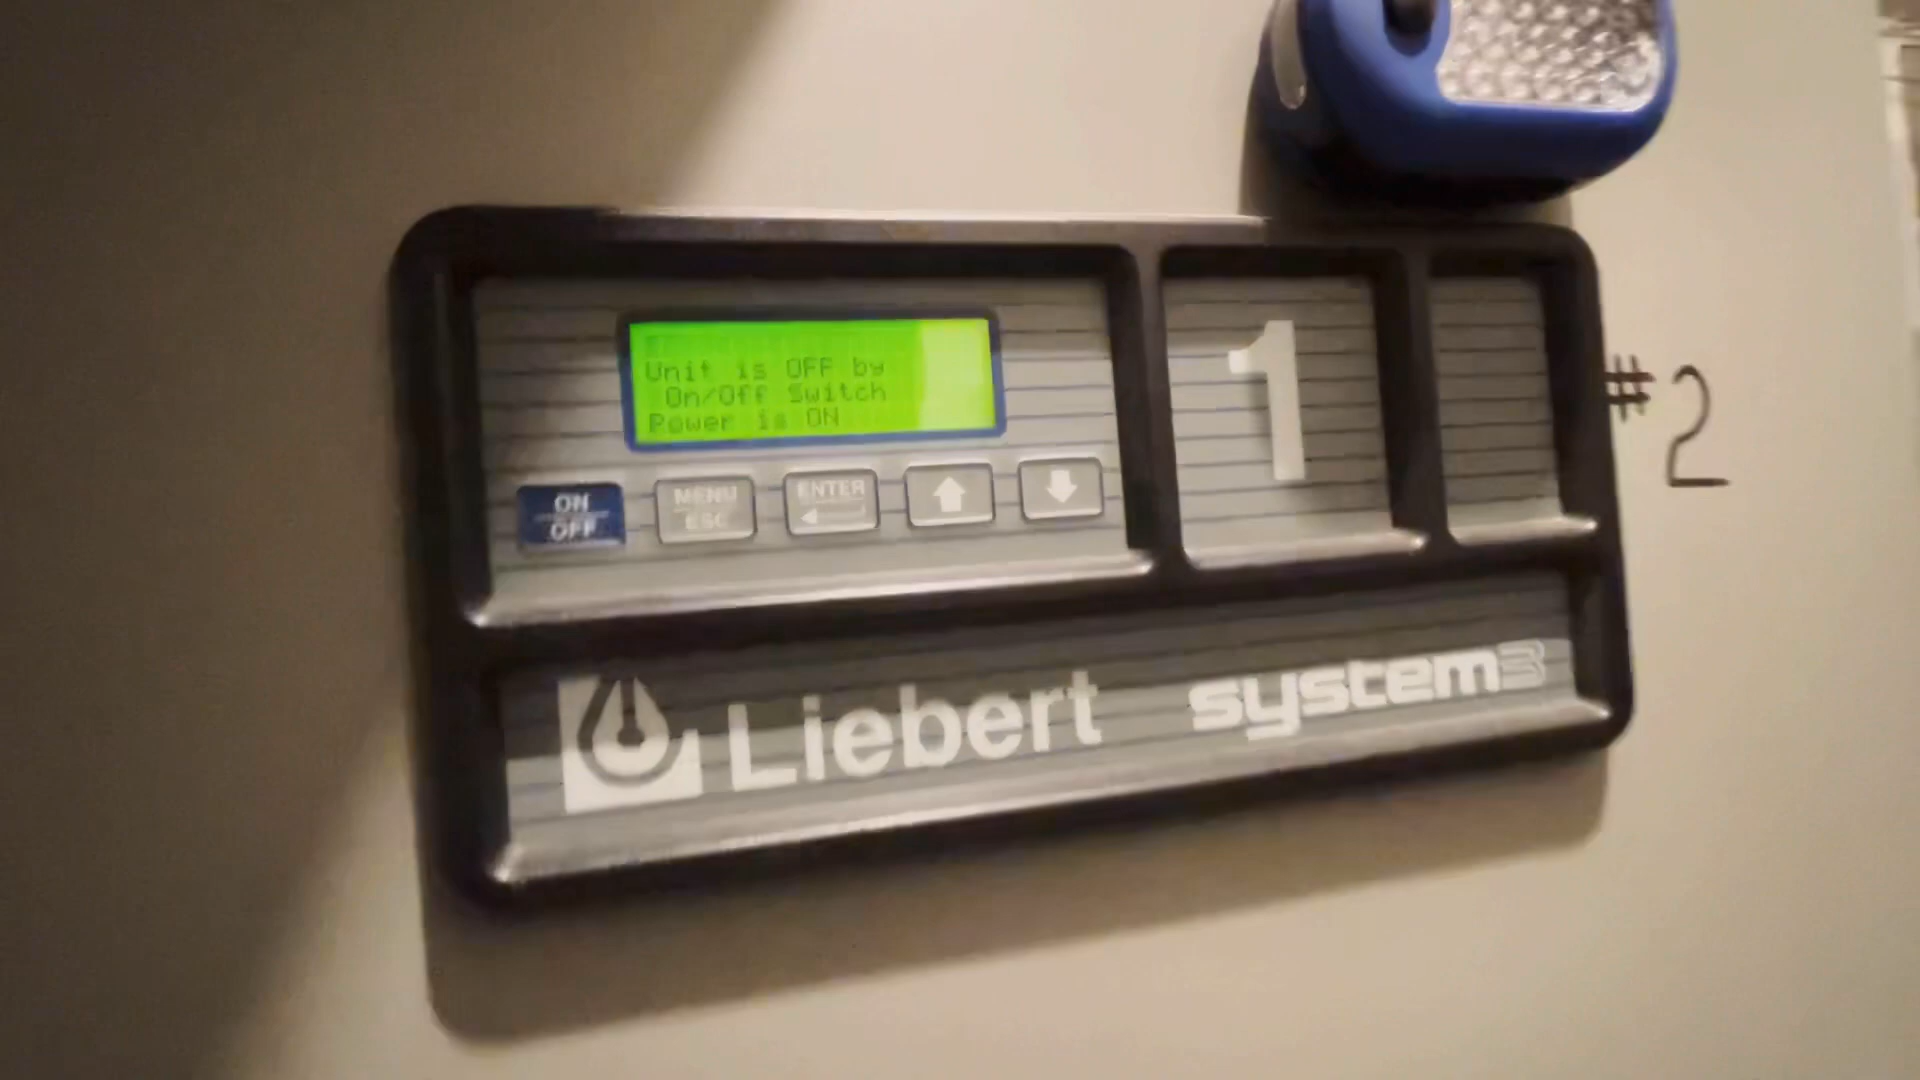 Unit is OFF by
On/Off Switch
Power is ON
ON
OFF
MENU
ESC
ENTER
1
#2
Liebert
system3